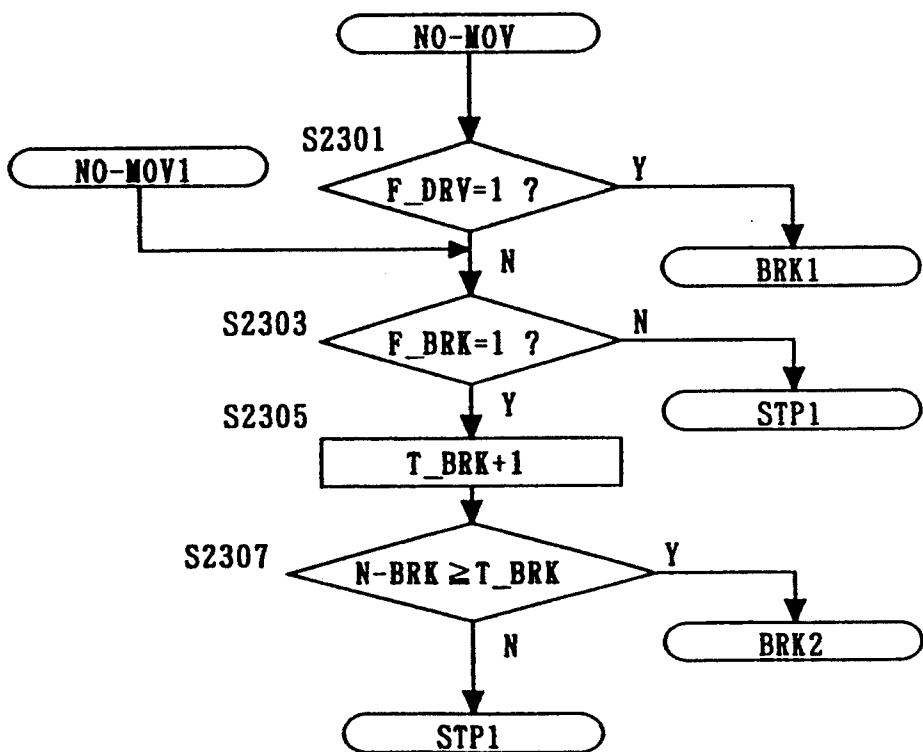 NO-MOV
S2301
NO-MOV1
F_DRV=1 ?
Y
BRK1
N
S2303
F_BRK=1 ?
N
STP1
Y
S2305
T_BRK+1
S2307
N-BRK ≧T_BRK
Y
BRK2
N
STP1